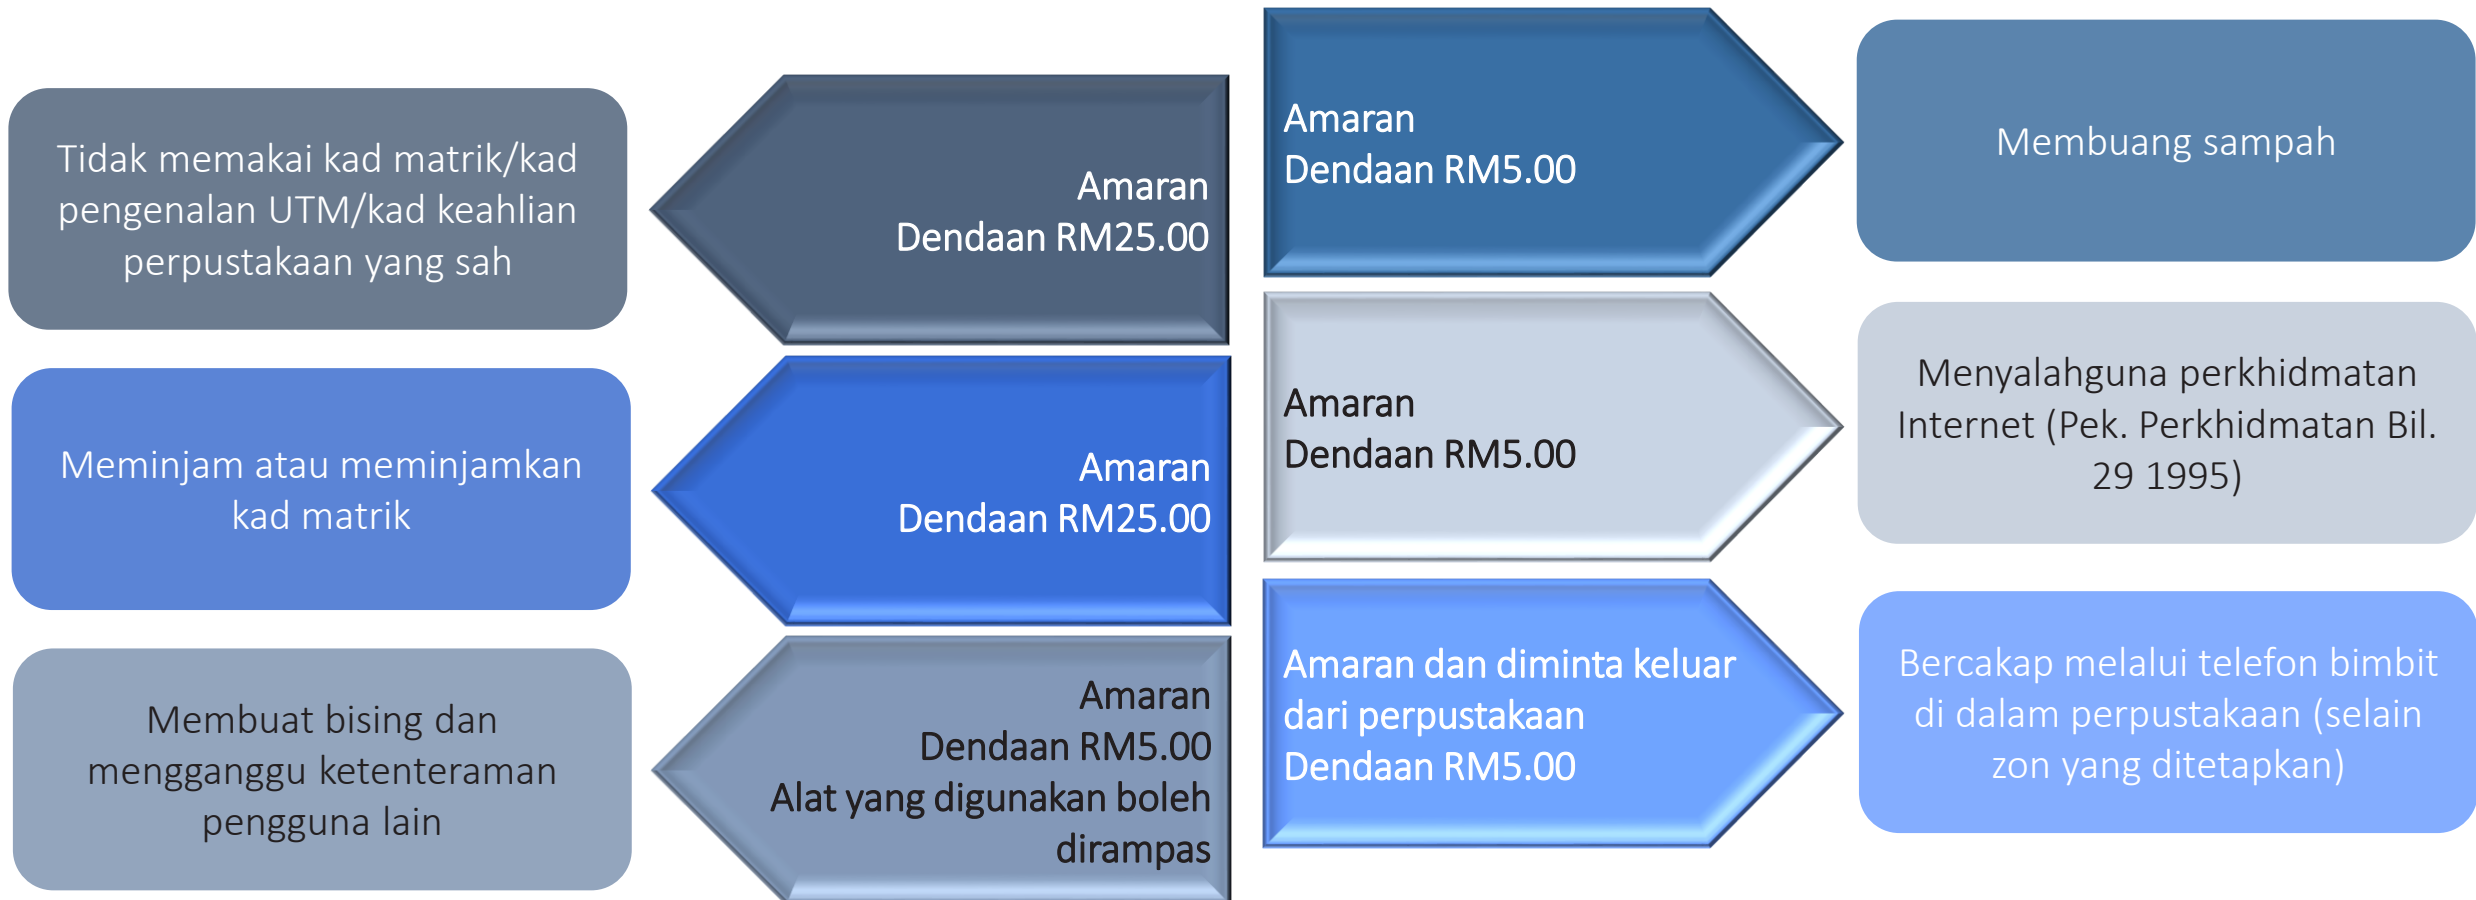 Tidak memakai kad matrik/kad
pengenalan UTM/kad keahlian
perpustakaan yang sah
Amaran
Dendaan RM25.00
Meminjam atau meminjamkan
kad matrik
Amaran
Dendaan RM25.00
Membuat bising dan
mengganggu ketenteraman
pengguna lain
Amaran
Dendaan RM5.00
Alat yang digunakan boleh
dirampas
Amaran
Dendaan RM5.00
Membuang sampah
Amaran
Dendaan RM5.00
Menyalahguna perkhidmatan
Internet (Pek. Perkhidmatan Bil.
29 1995)
Amaran dan diminta keluar
dari perpustakaan
Dendaan RM5.00
Bercakap melalui telefon bimbit
di dalam perpustakaan (selain
zon yang ditetapkan)